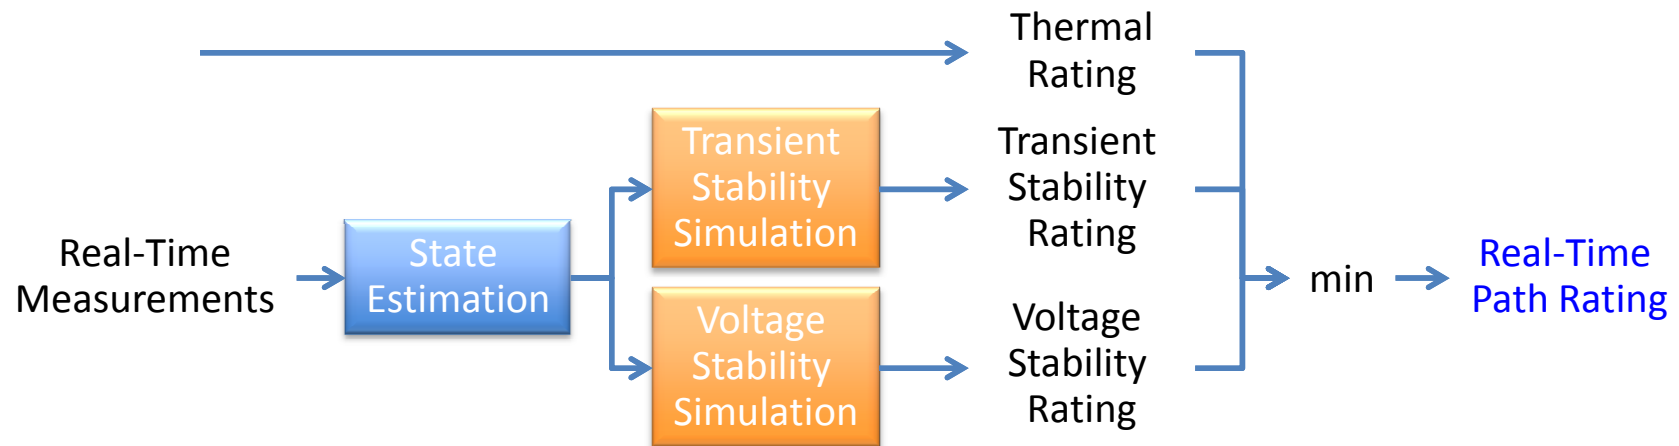 Thermal
Rating
Transient
Stability
Simulation
Transient
Stability
Rating
Real-Time
Measurements
State
Estimation
min
Real-Time
Path Rating
Voltage
Stability
Simulation
Voltage
Stability
Rating